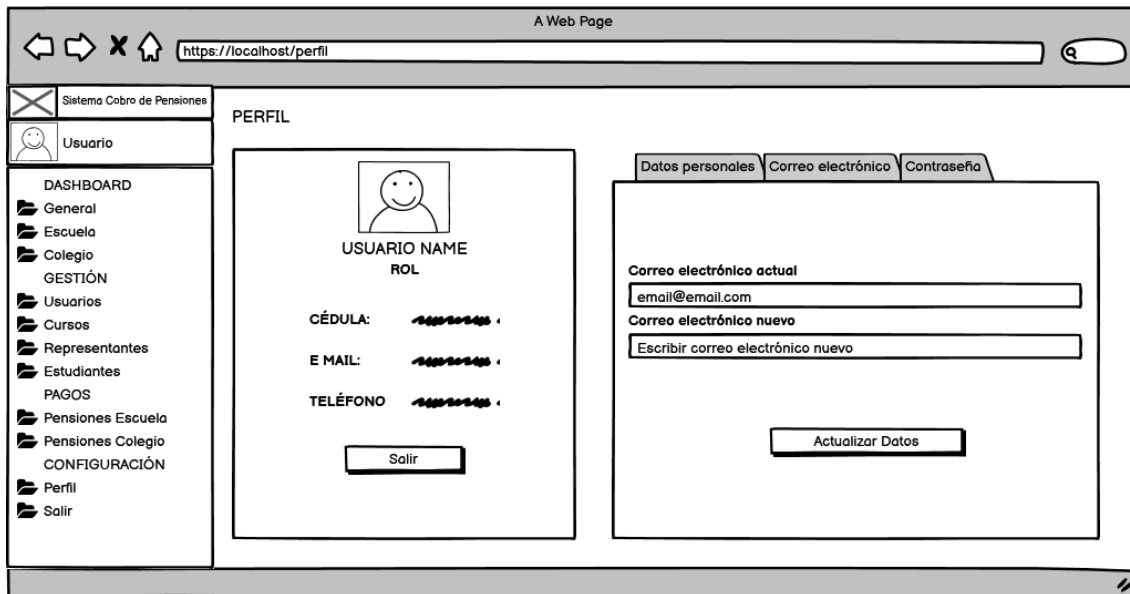 A Web Page
https://localhost/perfil
Sistema Cobro de Pensiones
Usuario
DASHBOARD
General
Escuela
Colegio
GESTIÓN
Usuarios
Cursos
Representantes
Estudiantes
PAGOS
Pensiones Escuela
Pensiones Colegio
CONFIGURACIÓN
Perfil
Salir
PERFIL
USUARIO NAME
ROL
CÉDULA:
E MAIL:
TELÉFONO
Salir
Datos personales
Correo electrónico
Contraseña
Correo electrónico actual
email@email.com
Correo electrónico nuevo
Escribir correo electrónico nuevo
Actualizar Datos